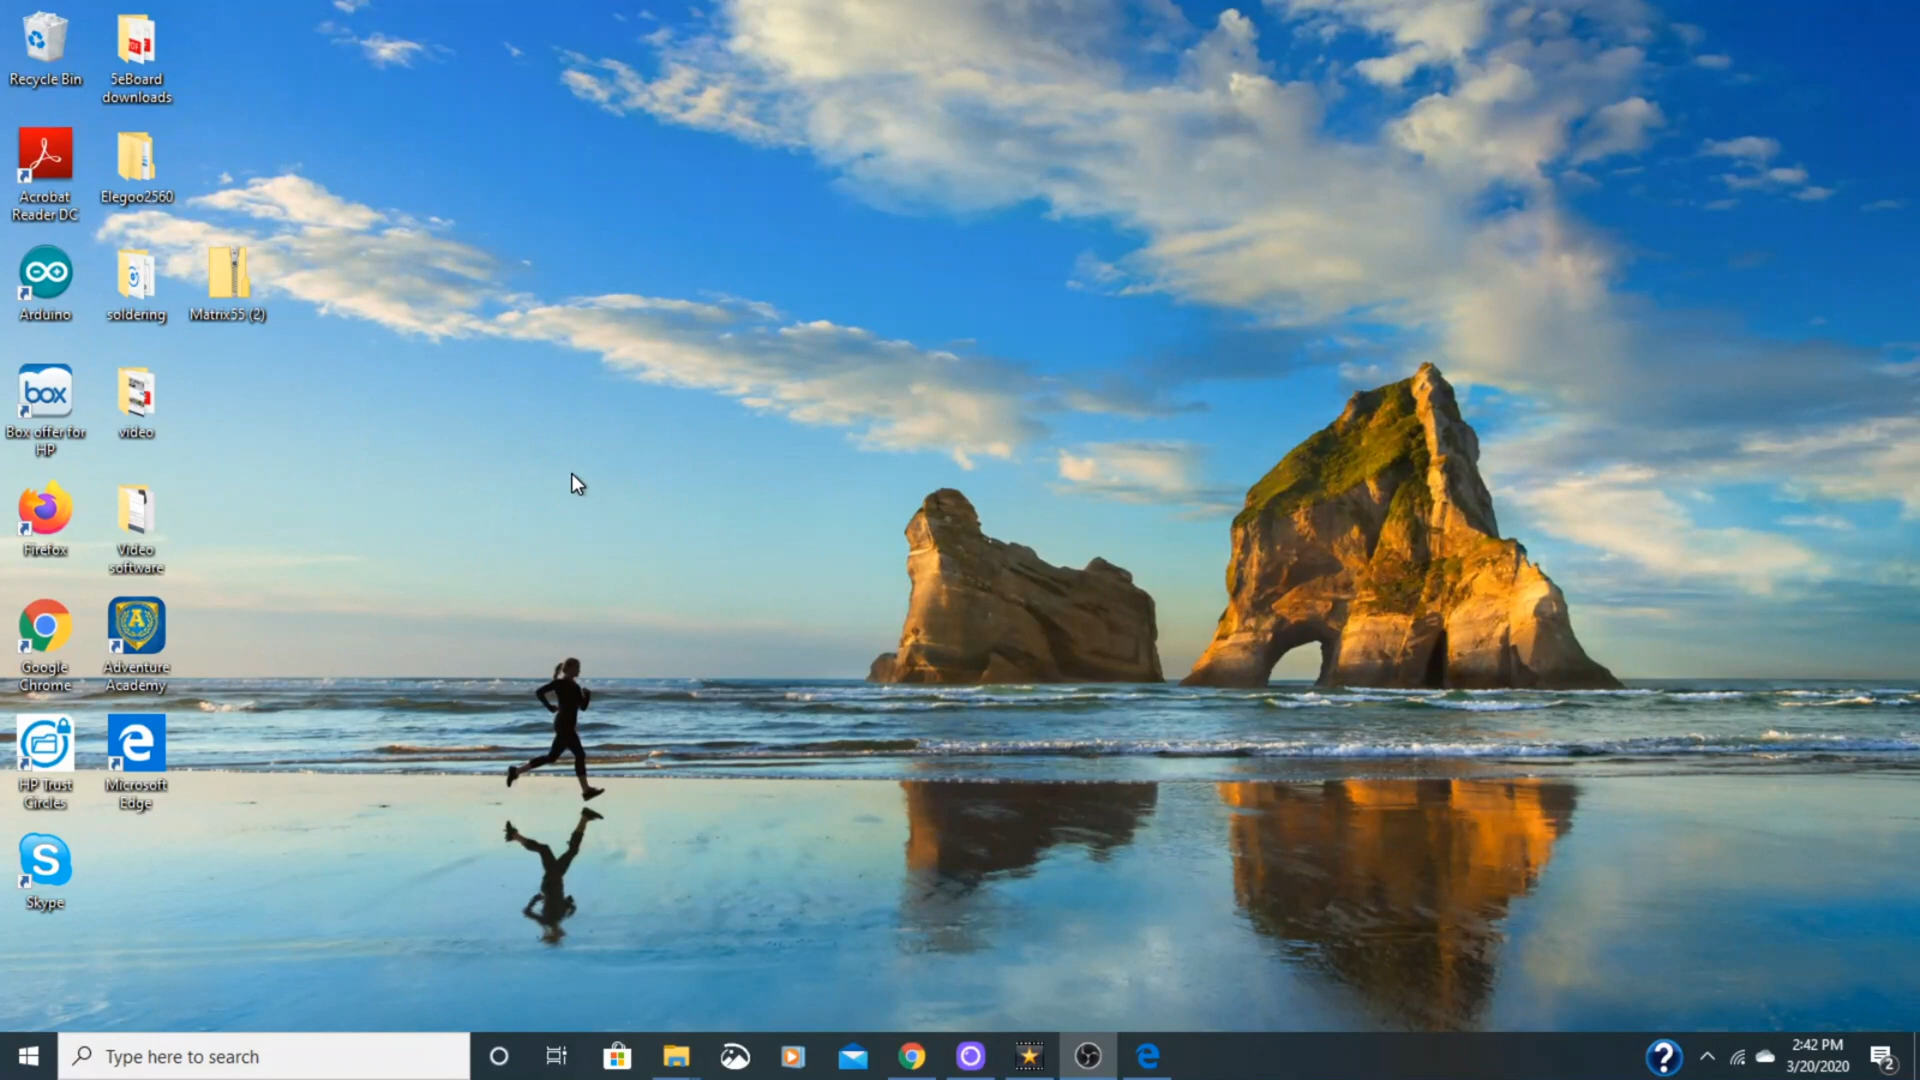 Recycle Bin
5eBoard
downloads
Acrobat
Reader DC
Elegoo2560
Arduino
soldering
Matrix55 (2)
box
Box offer for
HP
video
Firefox
Video
software
Google
Chrome
A
Adventure
Academy
HP Trust
Circles
Microsoft
Edge
S
Skype
Type here to search
?
2:42 PM
3/20/2020
2